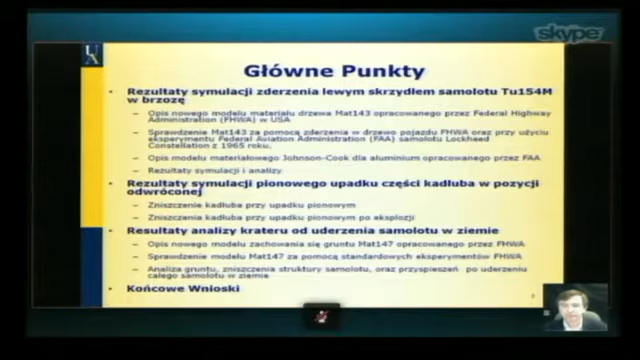 skype™
UA
Główne Punkty
• Rezultaty symulacji zderzenia lewym skrzydłem samolotu Tu154M
w brzozę
– Opis nowego modelu materiału drzewa Mat143 opracowanego przez Federal Highway
Administration (FHWA) w USA
– Sprawdzenie Mat143 za pomocą zderzenia w drzewo pojazdu FHWA oraz przy użyciu
eksperymentu Federal Aviation Administration (FAA) samolotu Lockheed
Constellation z 1965 roku.
– Opis modelu materiałowego Johnson-Cook dla aluminium opracowanego przez FAA
– Rezultaty symulacji i analizy
• Rezultaty symulacji pionowego upadku części kadłuba w pozycji
odwróconej
– Zniszczenie kadłuba przy upadku pionowym
– Zniszczenie kadłuba przy upadku pionowym po eksplozji
• Resultaty analizy krateru od uderzenia samolotu w ziemie
– Opis nowego modelu zachowania się gruntu Mat147 opracowanego przez FHWA
– Sprawdzenie modelu Mat147 za pomocą standardowych eksperymentów FHWA
– Analiza gruntu, zniszczenia struktury samolotu, oraz przyspieszeń po uderzeniu
całego samolotu w ziemie
• Końcowe Wnioski